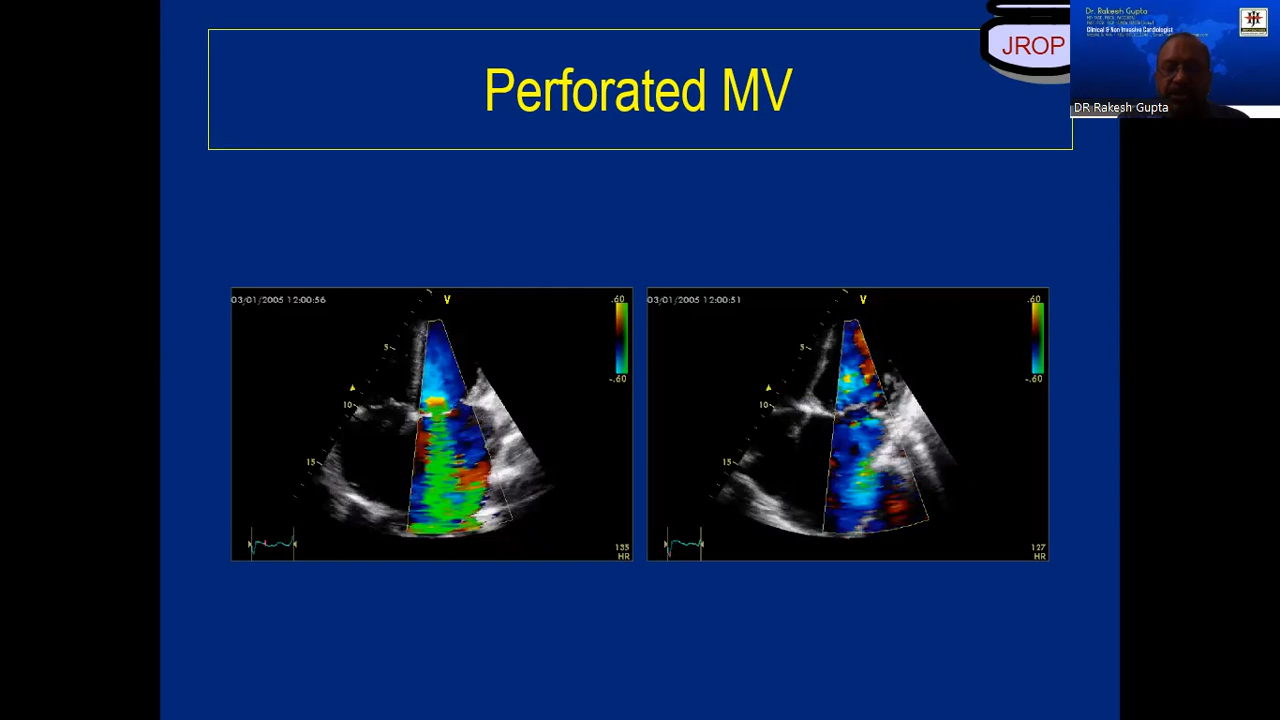 Perforated MV
JROP
Dr. Rakesh Gupta
Clinical & Non Invasive Cardiologist
DR Rakesh Gupta
03/01/2005 12:00:56
V
.60
-.60
5
10
15
135
HR
03/01/2005 12:00:51
V
.60
-.60
5
10
15
127
HR